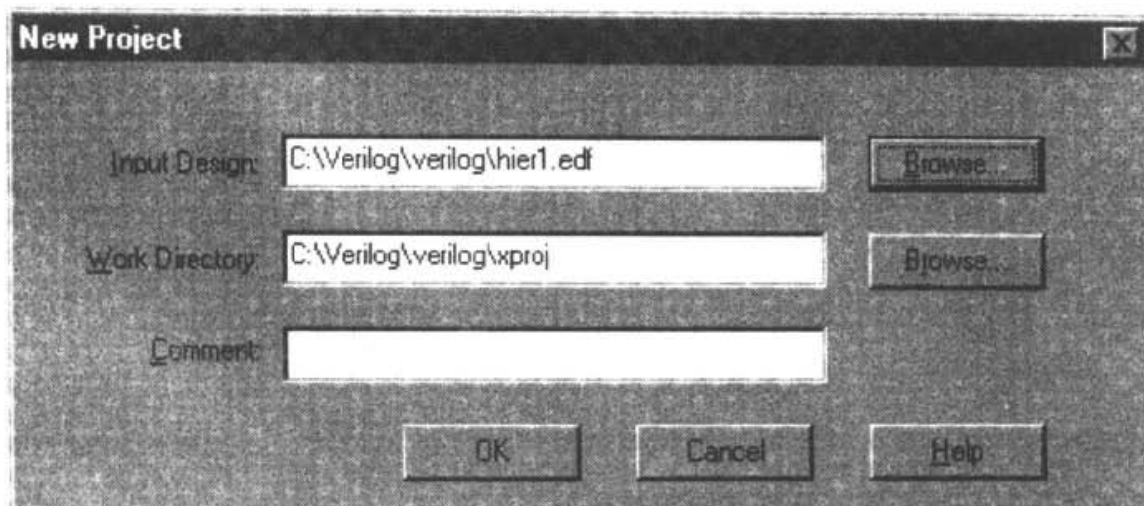 New Project
Input Design: C:\Verilog\verilog\hier1.edf Browse...
Work Directory: C:\Verilog\verilog\xproj Browse...
Comment:
OK Cancel Help